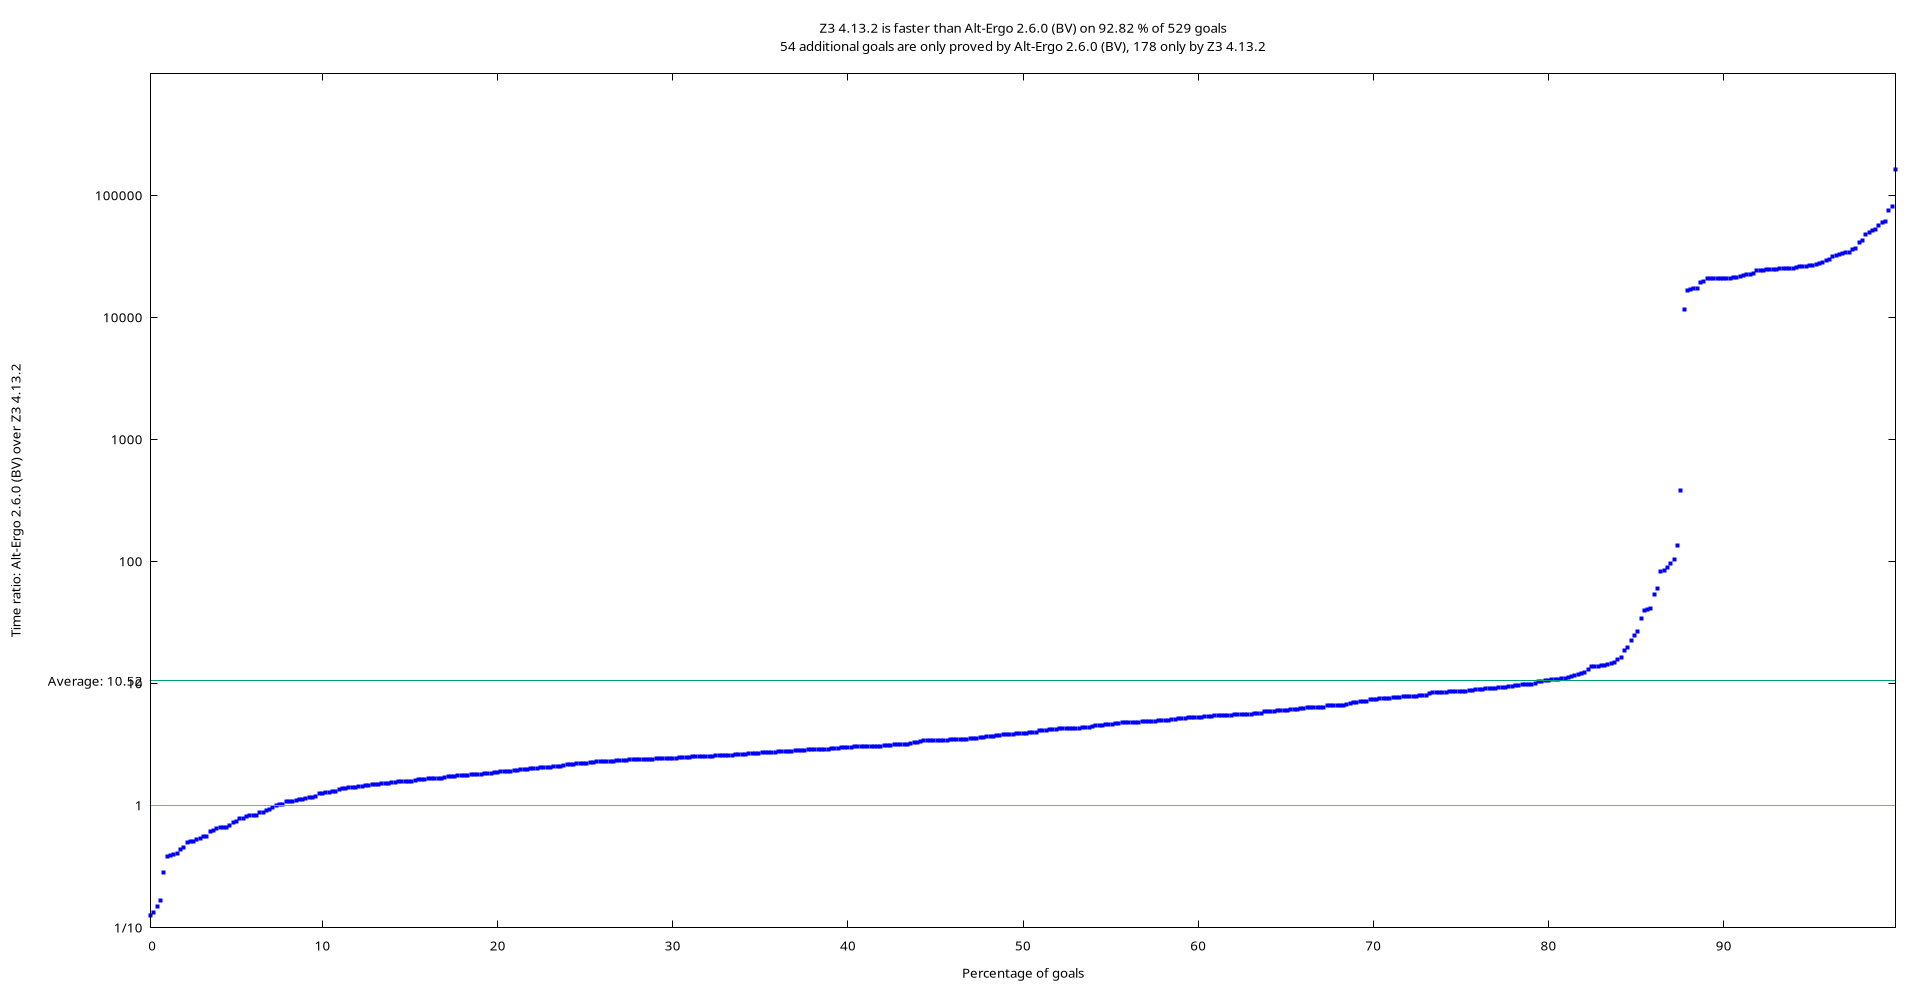 Z3 4.13.2 is faster than Alt-Ergo 2.6.0 (BV) on 92.82 % of 529 goals
54 additional goals are only proved by Alt-Ergo 2.6.0 (BV), 178 only by Z3 4.13.2
100000
10000
1000
100
Average: 10.52
10
1
1/10
Time ratio: Alt-Ergo 2.6.0 (BV) over Z3 4.13.2
0 10 20 30 40 50 60 70 80 90
Percentage of goals